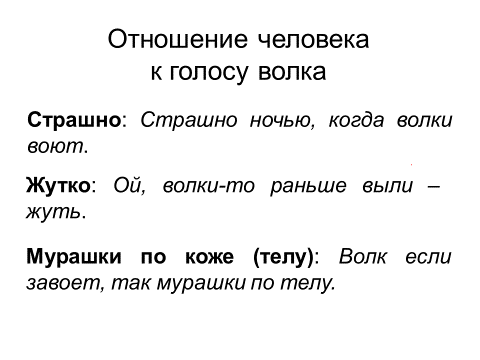 Отношение человека
к голосу волка
Страшно: Страшно ночью, когда волки
воют.
Жутко: Ой, волки-то раньше выли –
жуть.
Мурашки по коже (телу): Волк если
завоет, так мурашки по телу.